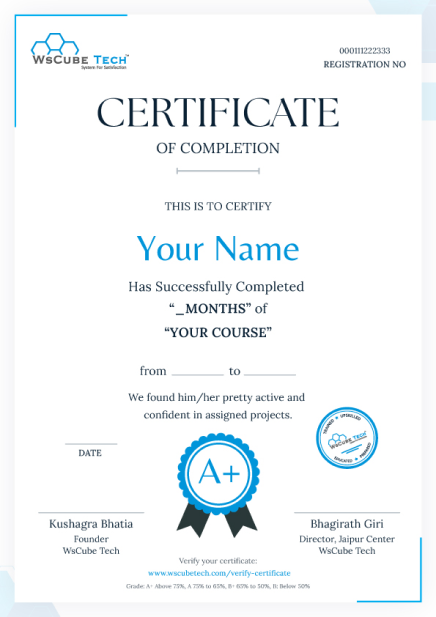 WsCube Tech™
System For Satisfaction
000111222333
REGISTRATION NO
CERTIFICATE
OF COMPLETION
THIS IS TO CERTIFY
Your Name
Has Successfully Completed
“_MONTHS” of
“YOUR COURSE”
from ________ to ________
We found him/her pretty active and
confident in assigned projects.
TRAINED ★ UPSKILLED
WsCube Tech
EDUCATED ★
DATE
A+
Kushagra Bhatia
Founder
WsCube Tech
Bhagirath Giri
Director, Jaipur Center
WsCube Tech
Verify your certificate:
www.wscubetech.com/verify-certificate
Grade: A+ Above 75%, A 75% to 65%, B+ 65% to 50%, B: Below 50%